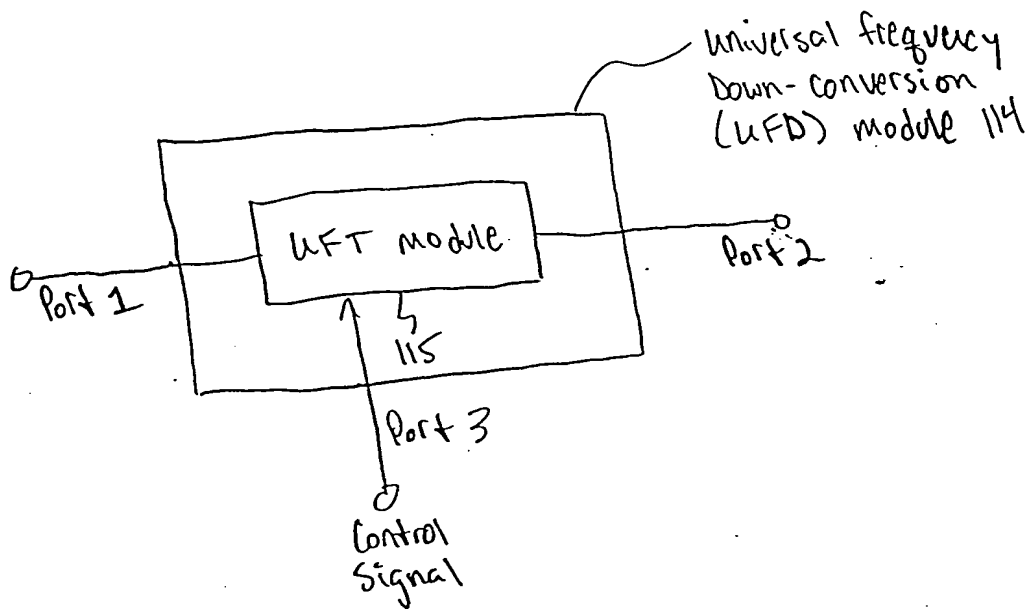 Universal frequency
Down-conversion
(UFD) module 114
UFT module
Port 1
Port 2
115
Port 3
Control
Signal